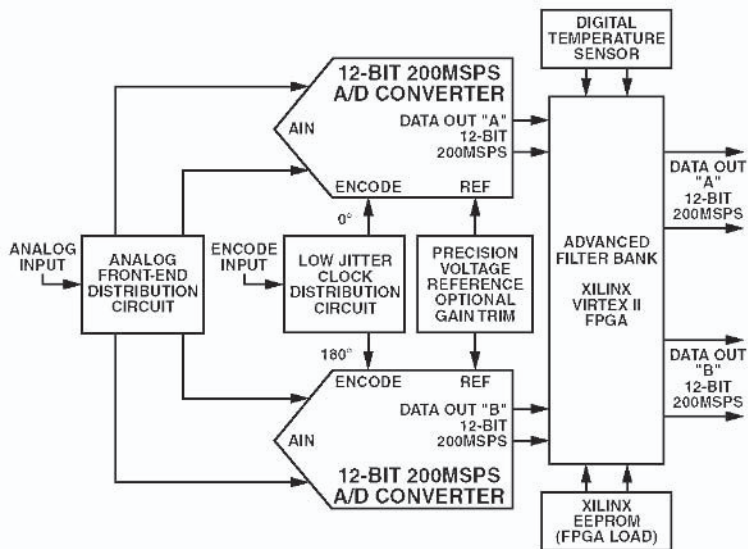 DIGITAL
TEMPERATURE
SENSOR
12-BIT 200MSPS
A/D CONVERTER
AIN
DATA OUT "A"
12-BIT
200MSPS
ENCODE
REF
0°
ANALOG
INPUT
ANALOG
FRONT-END
DISTRIBUTION
CIRCUIT
ENCODE
INPUT
LOW JITTER
CLOCK
DISTRIBUTION
CIRCUIT
PRECISION
VOLTAGE
REFERENCE
OPTIONAL
GAIN TRIM
180°
ENCODE
REF
DATA OUT "B"
12-BIT
200MSPS
AIN
12-BIT 200MSPS
A/D CONVERTER
ADVANCED
FILTER BANK
XILINX
VIRTEX II
FPGA
DATA OUT
"A"
12-BIT
200MSPS
DATA OUT
"B"
12-BIT
200MSPS
XILINX
EEPROM
(FPGA LOAD)